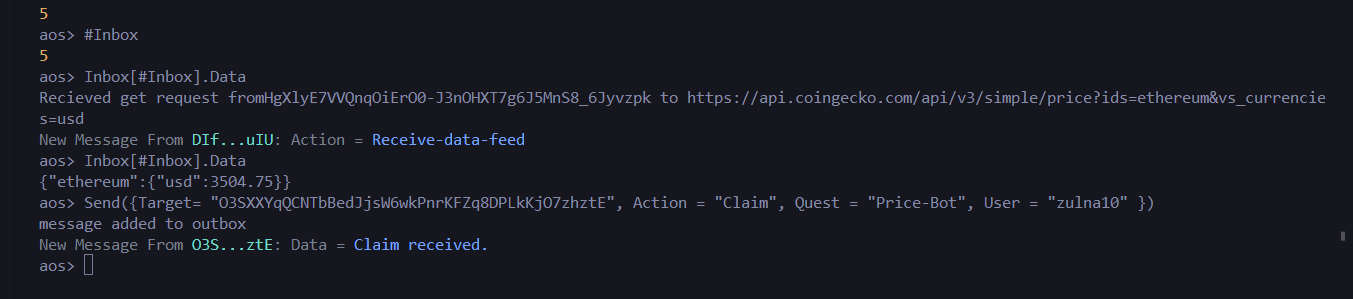 5
aos> #Inbox
5
aos> Inbox[#Inbox].Data
Recieved get request fromHgXlyE7VVQnqOiErO0-J3nOHXT7g6J5MnS8_6Jyvzpk to https://api.coingecko.com/api/v3/simple/price?ids=ethereum&vs_currencie
s=usd
New Message From DIf...uIU: Action = Receive-data-feed
aos> Inbox[#Inbox].Data
{"ethereum":{"usd":3504.75}}
aos> Send({Target= "O3SXXYqQCNTbBedJjsW6wkPnrKFZq8DPLkKjO7zhztE", Action = "Claim", Quest = "Price-Bot", User = "zulna10" })
message added to outbox
New Message From O3S...ztE: Data = Claim received.
aos>